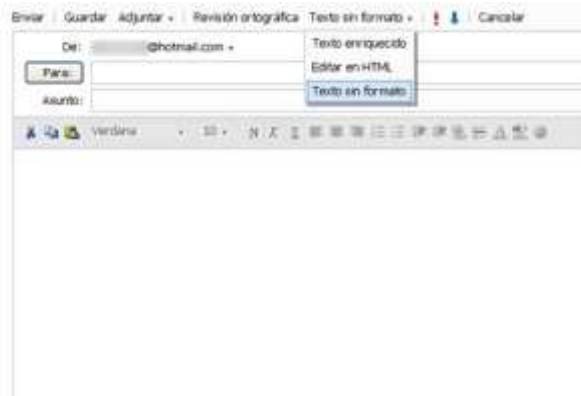 Enviar Guardar Adjuntar Revisión ortográfica Texto sin formato Cancelar
De: @hotmail.com
Texto enriquecido
Para:
Editar en HTML
Asunto:
Texto sin formato
Verdana 10 N K I